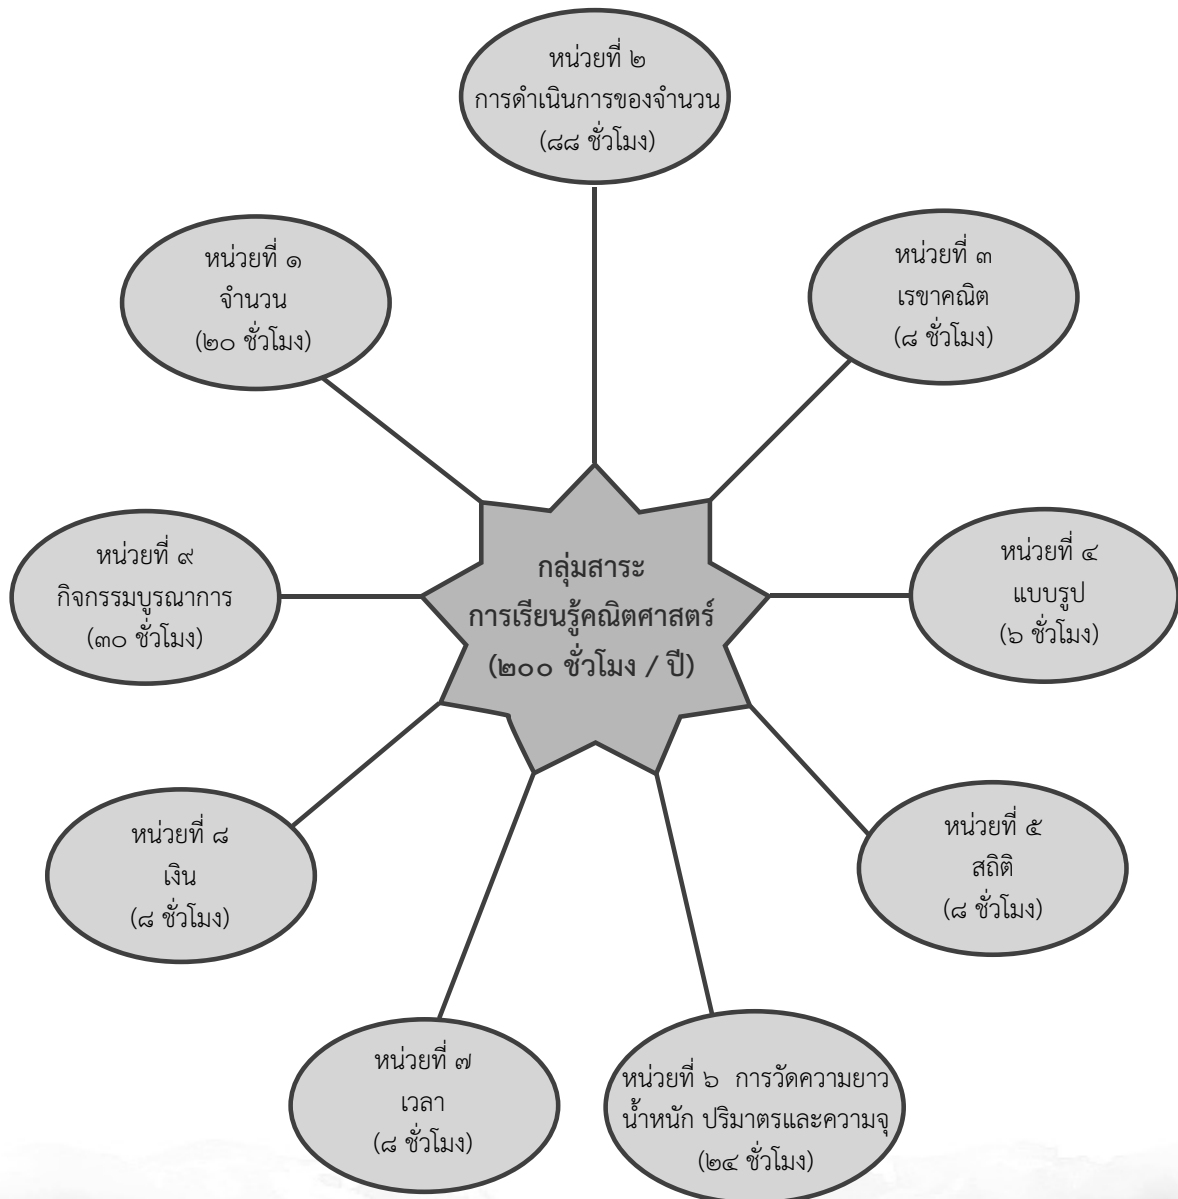 หน่วยที่ ๒
การดำเนินการของจำนวน
(๘๘ ชั่วโมง)
หน่วยที่ ๑
จำนวน
(๒๐ ชั่วโมง)
หน่วยที่ ๓
เรขาคณิต
(๘ ชั่วโมง)
หน่วยที่ ๙
กิจกรรมบูรณาการ
(๓๐ ชั่วโมง)
กลุ่มสาระ
การเรียนรู้คณิตศาสตร์
(๒๐๐ ชั่วโมง / ปี)
หน่วยที่ ๔
แบบรูป
(๖ ชั่วโมง)
หน่วยที่ ๘
เงิน
(๘ ชั่วโมง)
หน่วยที่ ๕
สถิติ
(๘ ชั่วโมง)
หน่วยที่ ๗
เวลา
(๘ ชั่วโมง)
หน่วยที่ ๖ การวัดความยาว
น้ำหนัก ปริมาตรและความจุ
(๒๔ ชั่วโมง)